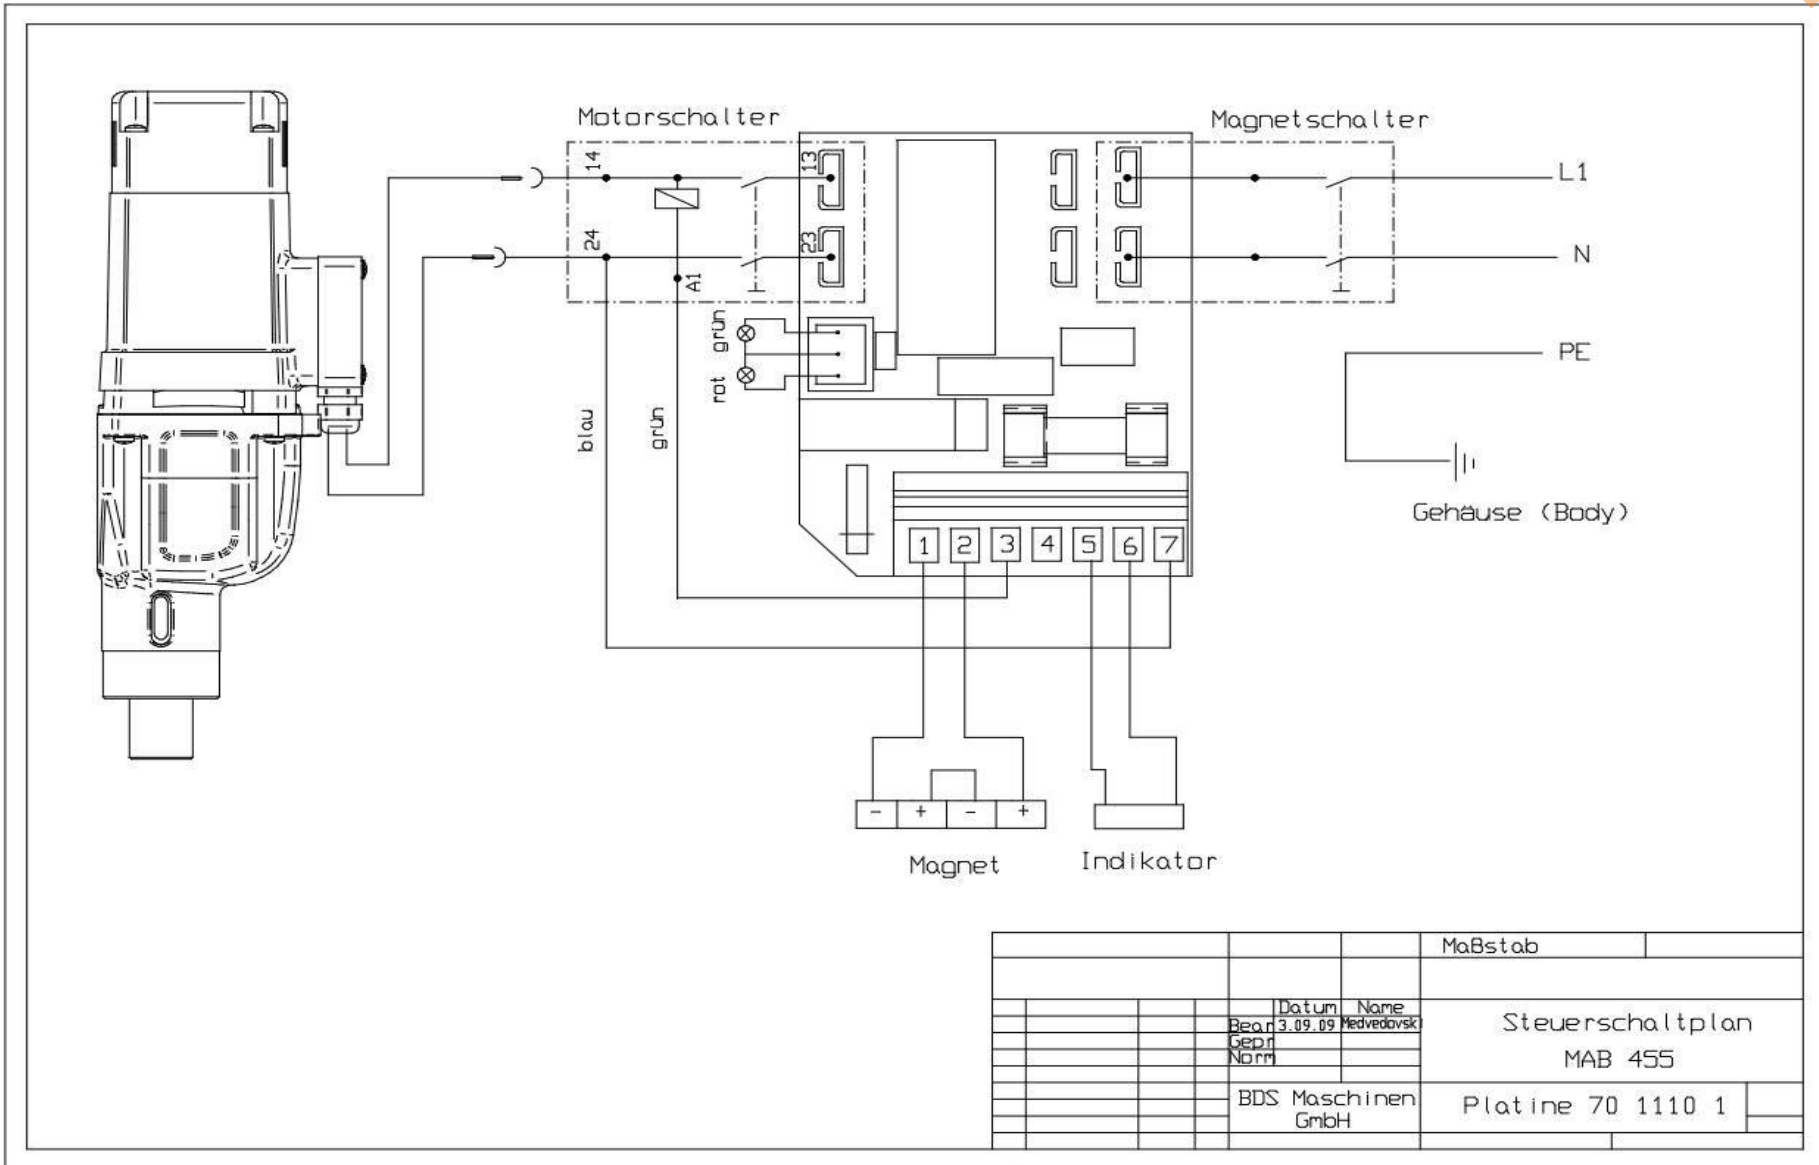 Motorschalter
Magnetschalter
14
13
L1
24
23
N
A1
grün
rot
PE
blau
grün
Gehäuse (Body)
1 2 3 4 5 6 7
- + - +
Magnet
Indikator
Maßstab
Datum Name
Bear 3.09.09 Medvedovski
Gepr
Norm
Steuerschaltplan
MAB 455
BDS Maschinen
GmbH
Platine 70 1110 1